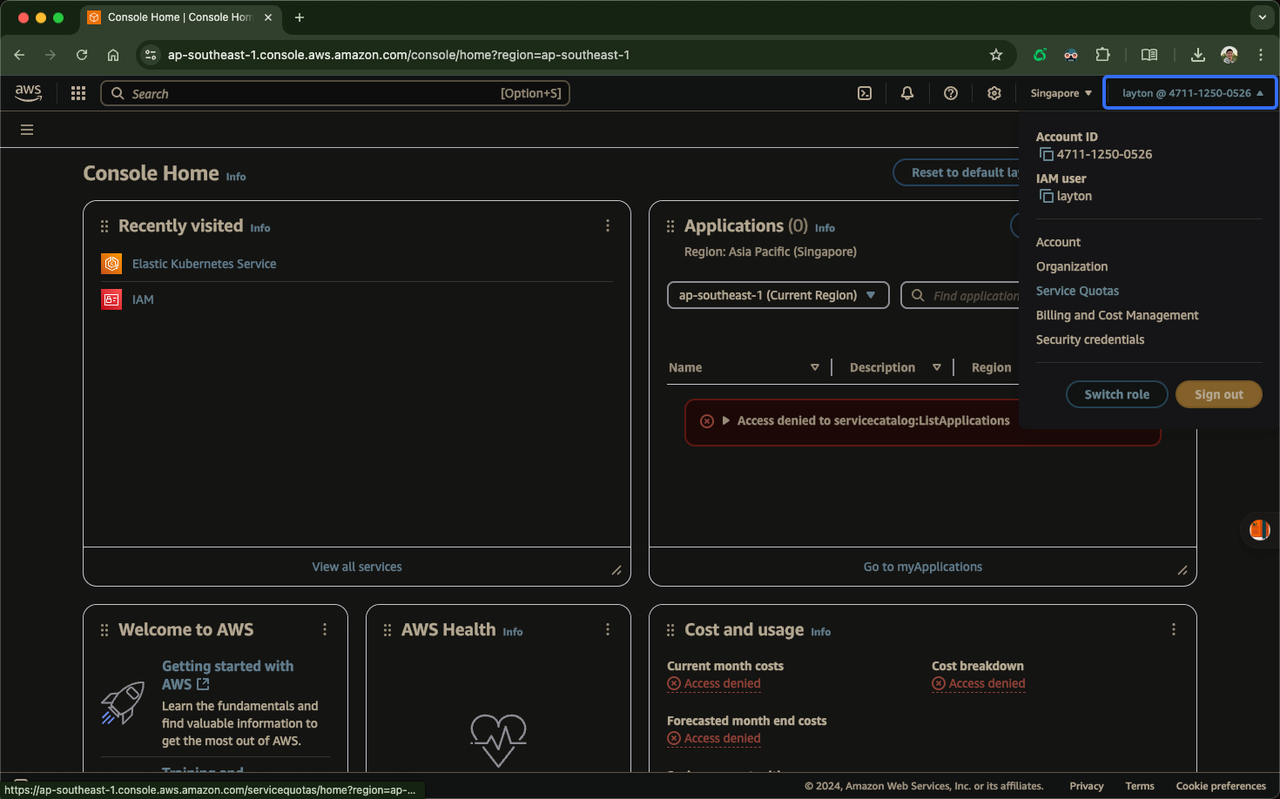 Console Home | Console Hom
ap-southeast-1.console.aws.amazon.com/console/home?region=ap-southeast-1
aws
Search
[Option+S]
Singapore
layton @ 4711-1250-0526
Account ID
4711-1250-0526
IAM user
layton
Account
Organization
Service Quotas
Billing and Cost Management
Security credentials
Switch role
Sign out
Console Home Info
Reset to default lay
Recently visited Info
Elastic Kubernetes Service
IAM
View all services
Applications (0) Info
Region: Asia Pacific (Singapore)
ap-southeast-1 (Current Region)
Find application
Name
Description
Region
Access denied to servicecatalog:ListApplications
Go to myApplications
Welcome to AWS
Getting started with
AWS
Learn the fundamentals and
find valuable information to
get the most out of AWS.
Training and
AWS Health Info
Cost and usage Info
Current month costs
Access denied
Cost breakdown
Access denied
Forecasted month end costs
Access denied
https://ap-southeast-1.console.aws.amazon.com/servicequotas/home?region=ap-...
© 2024, Amazon Web Services, Inc. or its affiliates.
Privacy
Terms
Cookie preferences